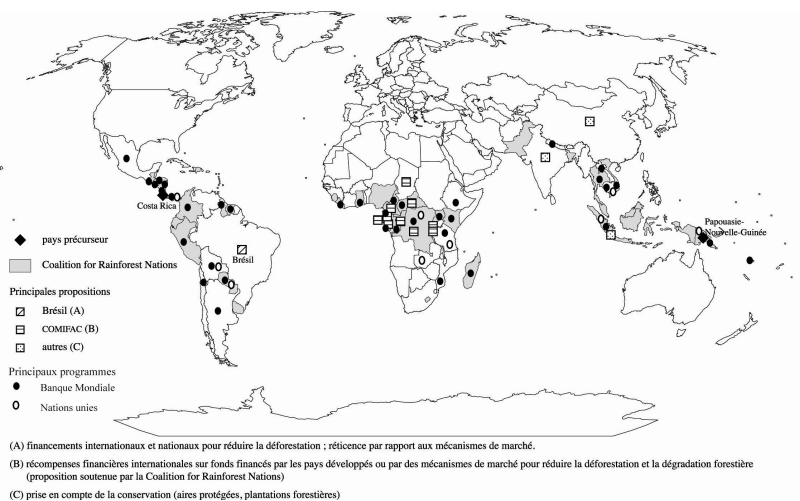 Costa Rica
Papouasie-
Nouvelle-Guinée
Brésil
pays précurseur
Coalition for Rainforest Nations
Principales propositions
Brésil (A)
COMIFAC (B)
autres (C)
Principaux programmes
Banque Mondiale
Nations unies
(A) financements internationaux et nationaux pour réduire la déforestation ; réticence par rapport aux mécanismes de marché.
(B) récompenses financières internationales sur fonds financés par les pays développés ou par des mécanismes de marché pour réduire la déforestation et la dégradation forestière
(proposition soutenue par la Coalition for Rainforest Nations)
(C) prise en compte de la conservation (aires protégées, plantations forestières)